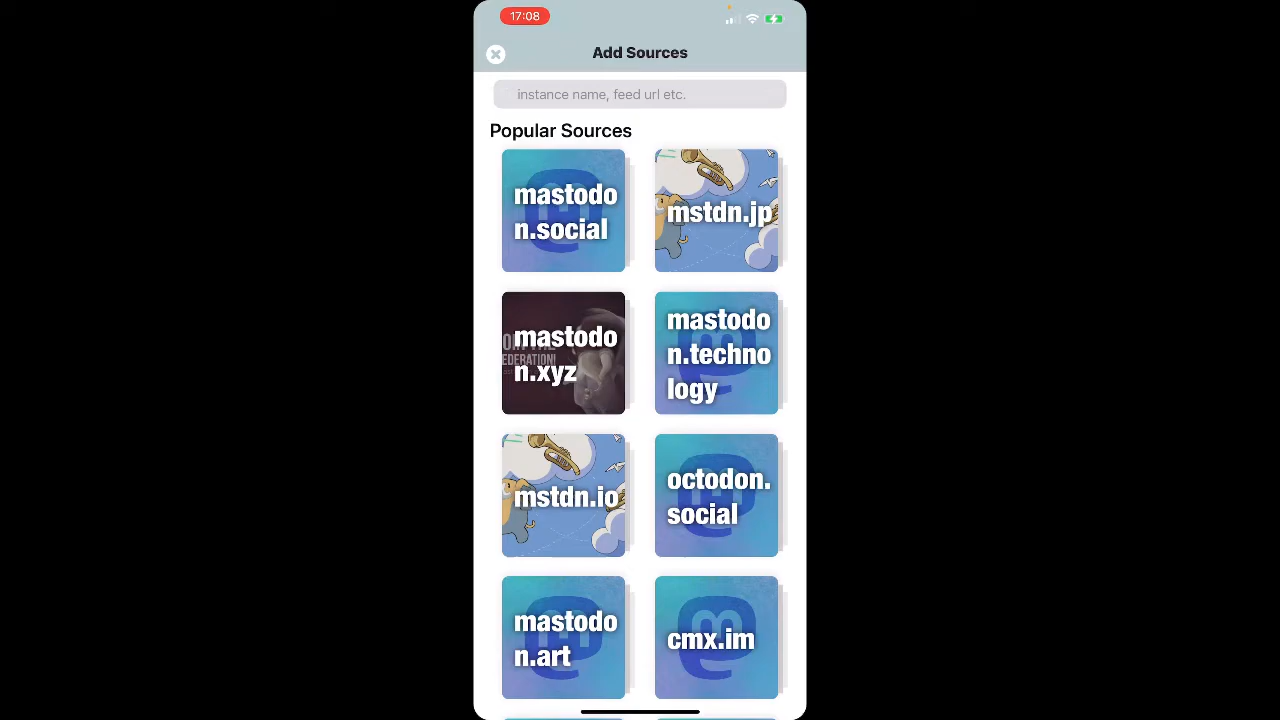 17:08
Add Sources
instance name, feed url etc.
Popular Sources
mastodo
n.social
mstdn.jp
mastodo
n.xyz
mastodo
n.techno
logy
mstdn.io
octodon.
social
mastodo
n.art
cmx.im